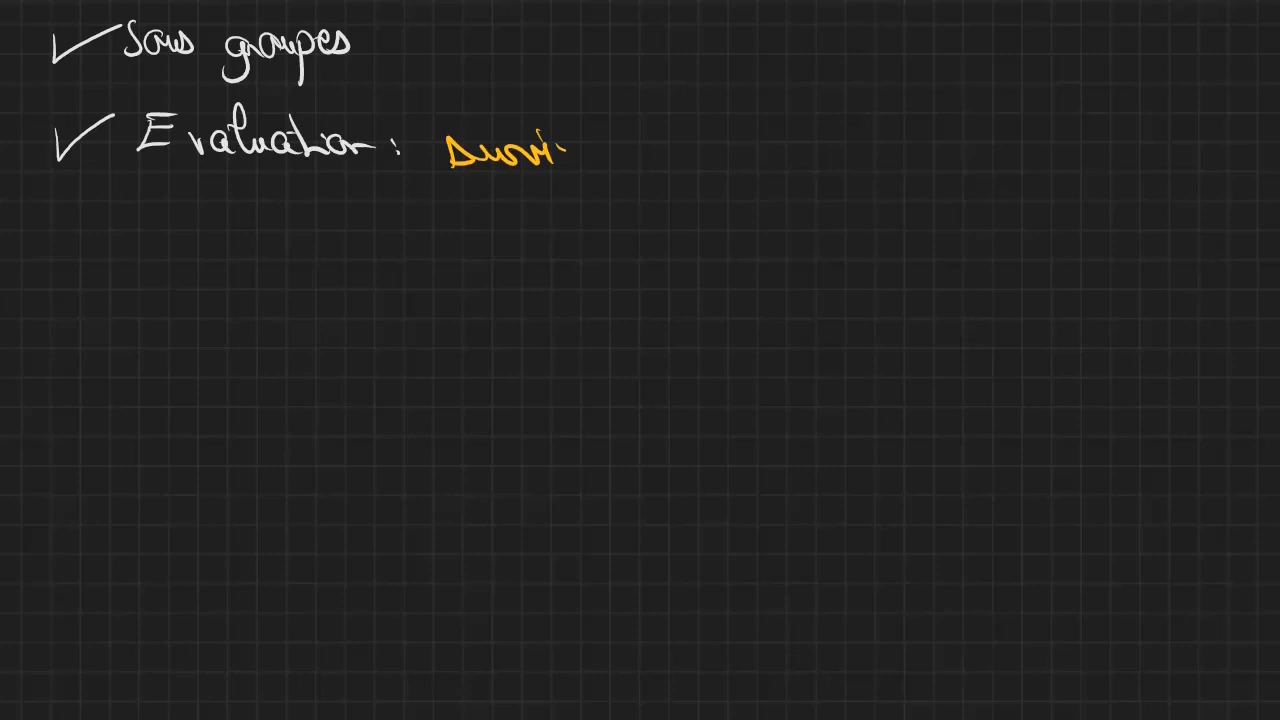 ✓ Sous groupes
✓ Evaluation :